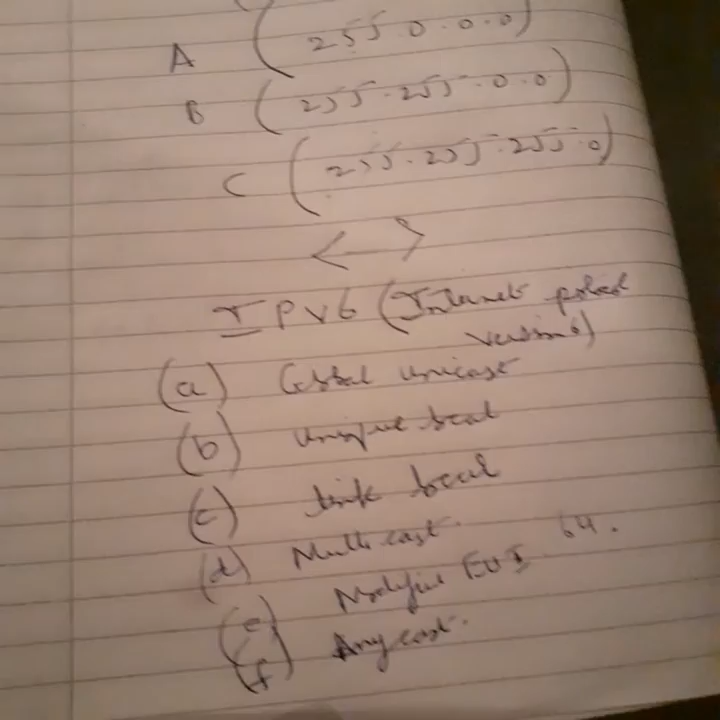 A (255 0.0.0)
B (255.255.0.0)
C (255.255.255.0)
IPV6 (Internet
version 6)
(a) Global unicast
(b) unique local
(c) link local
(d) Multicast.
(e) Modified EUI 64.
(f) Anycast.